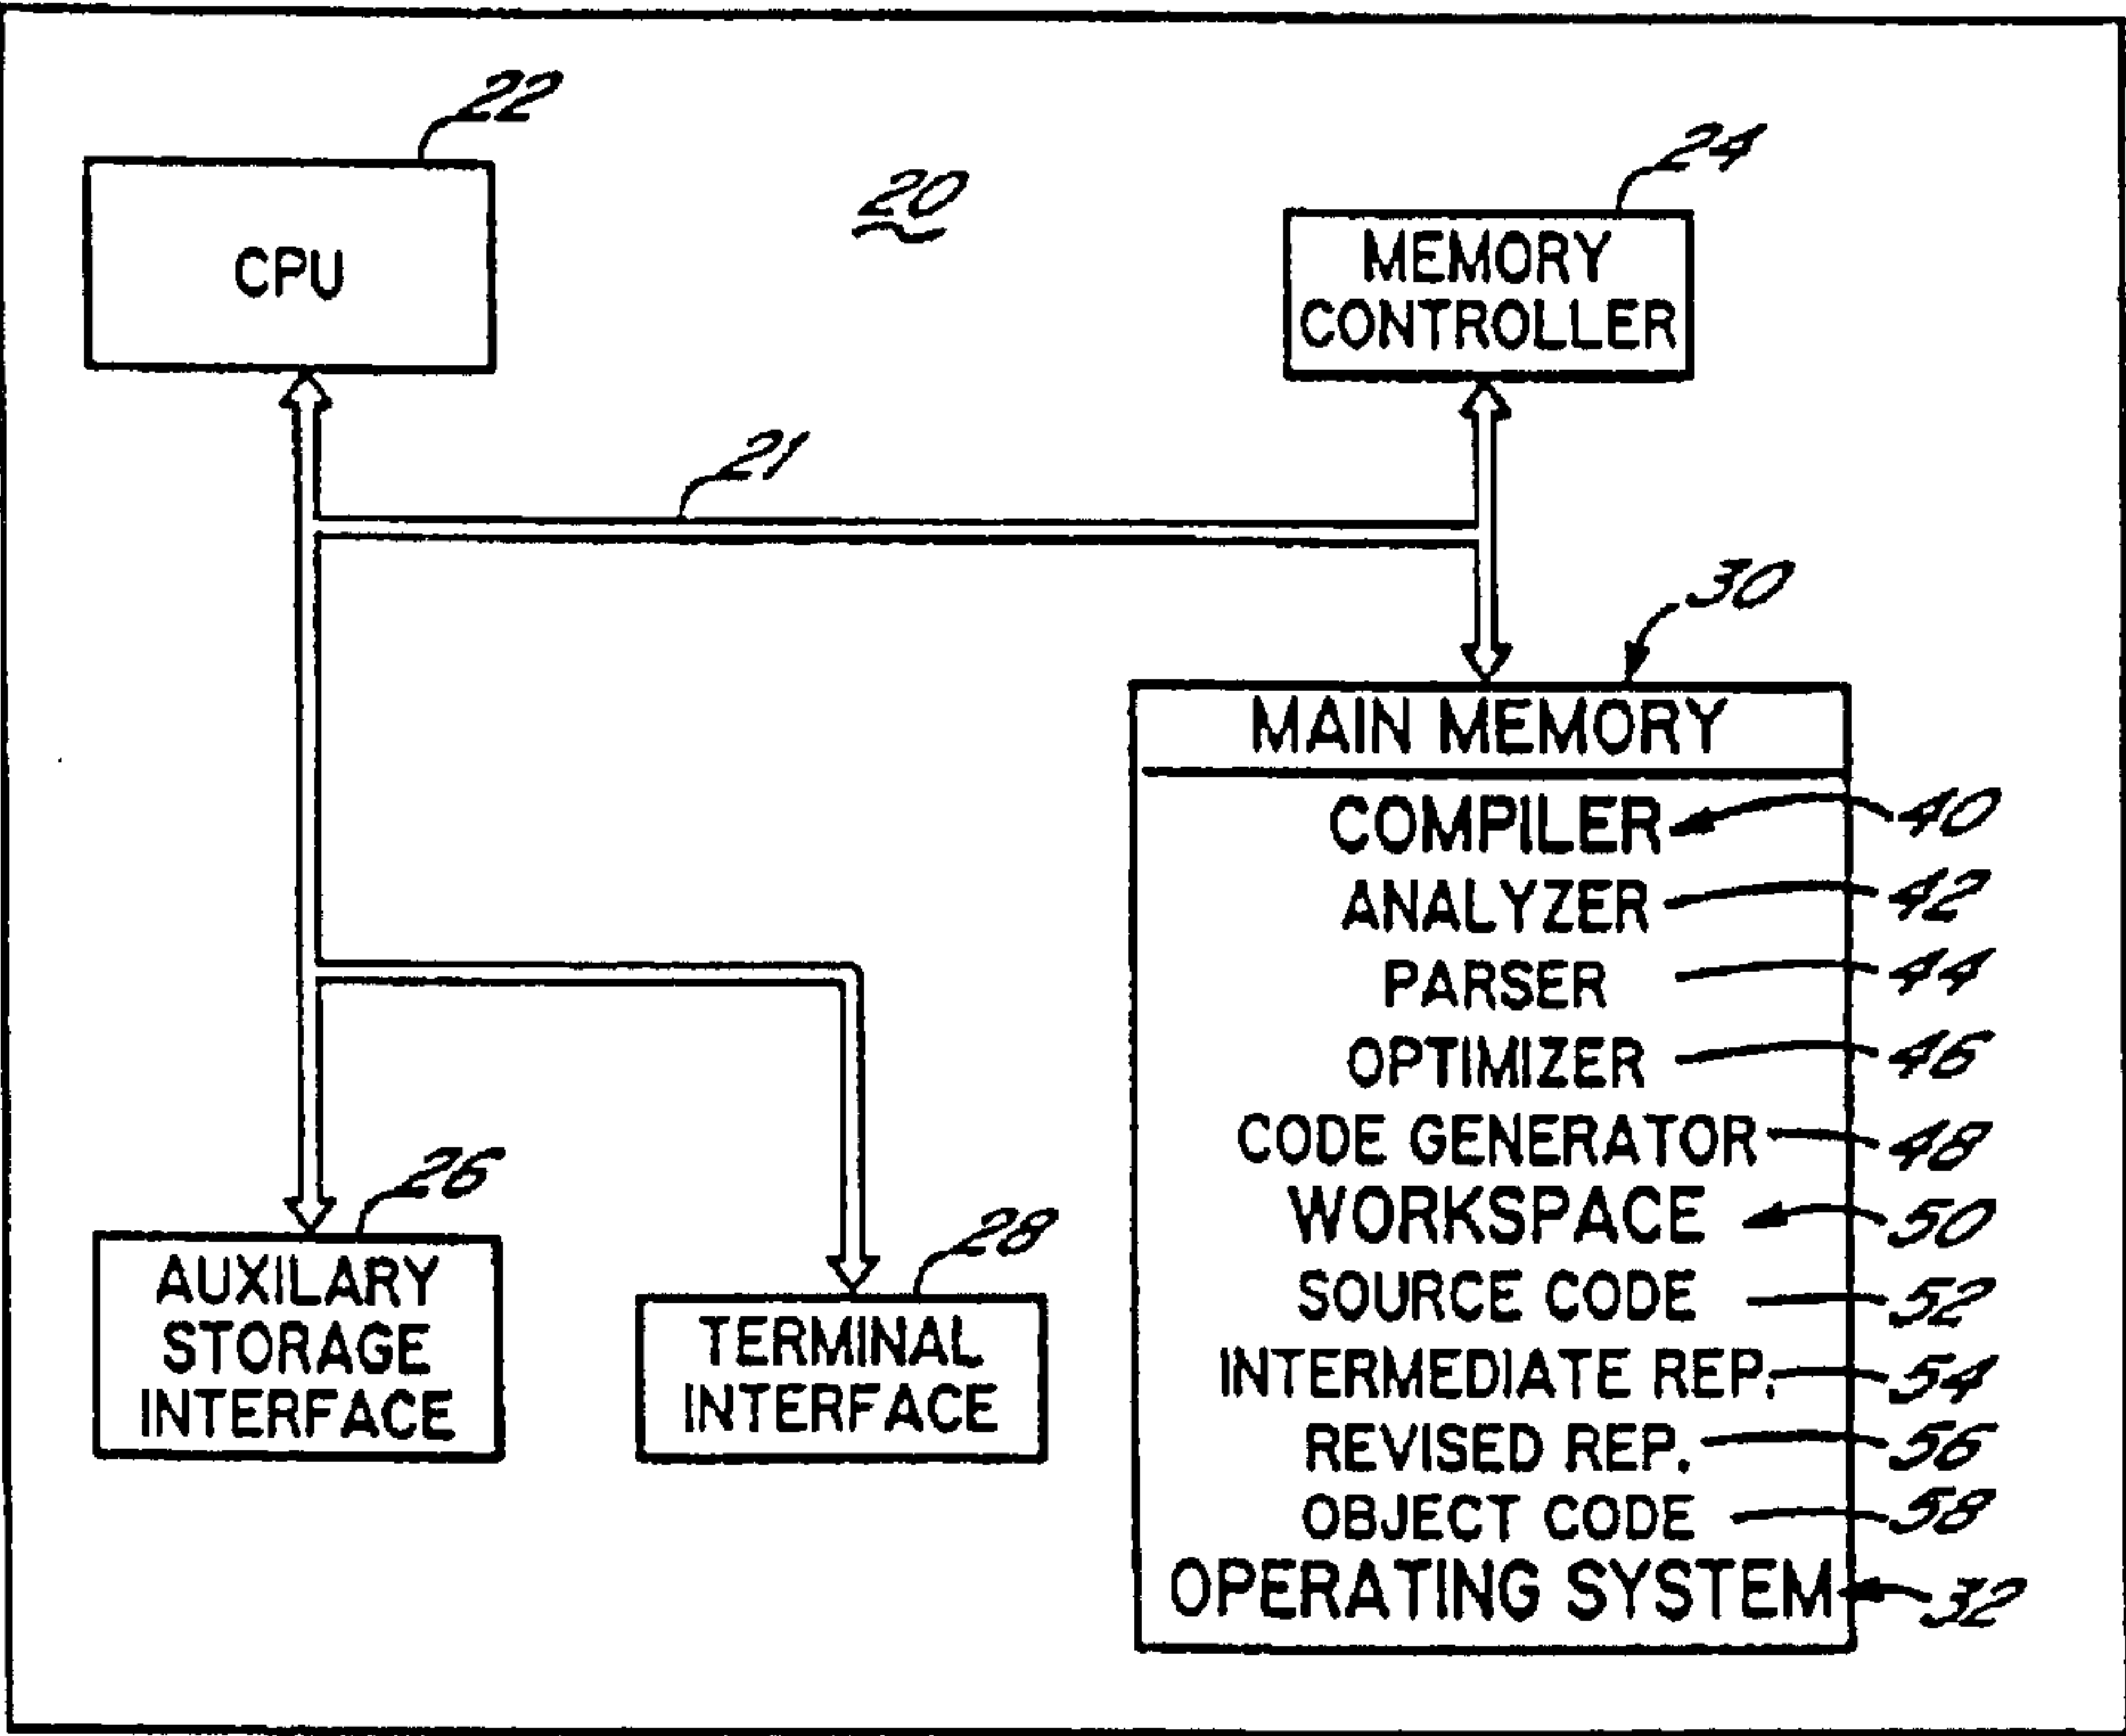 22
CPU
20
24
MEMORY
CONTROLLER
21
30
MAIN MEMORY
COMPILER 40
ANALYZER 42
PARSER 44
OPTIMIZER 46
CODE GENERATOR 48
WORKSPACE 50
SOURCE CODE 52
INTERMEDIATE REP. 54
REVISED REP. 56
OBJECT CODE 58
OPERATING SYSTEM 32
26
AUXILARY
STORAGE
INTERFACE
28
TERMINAL
INTERFACE